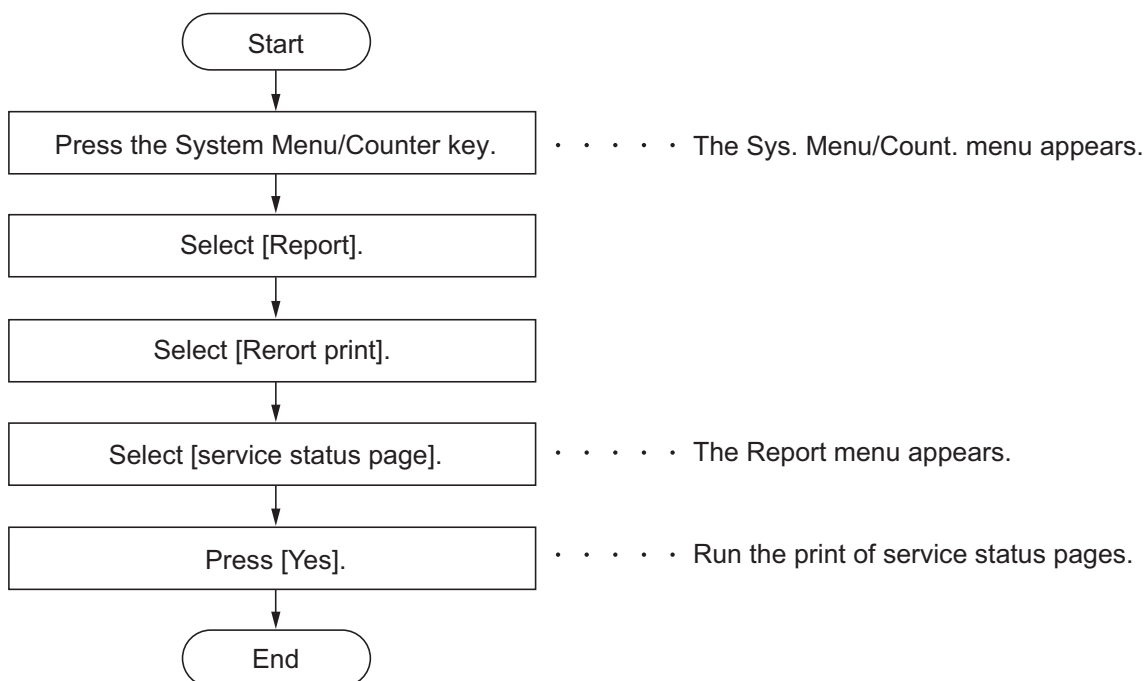 Start
Press the System Menu/Counter key.
· · · · · The Sys. Menu/Count. menu appears.
Select [Report].
Select [Rerort print].
Select [service status page].
· · · · · The Report menu appears.
Press [Yes].
· · · · · Run the print of service status pages.
End